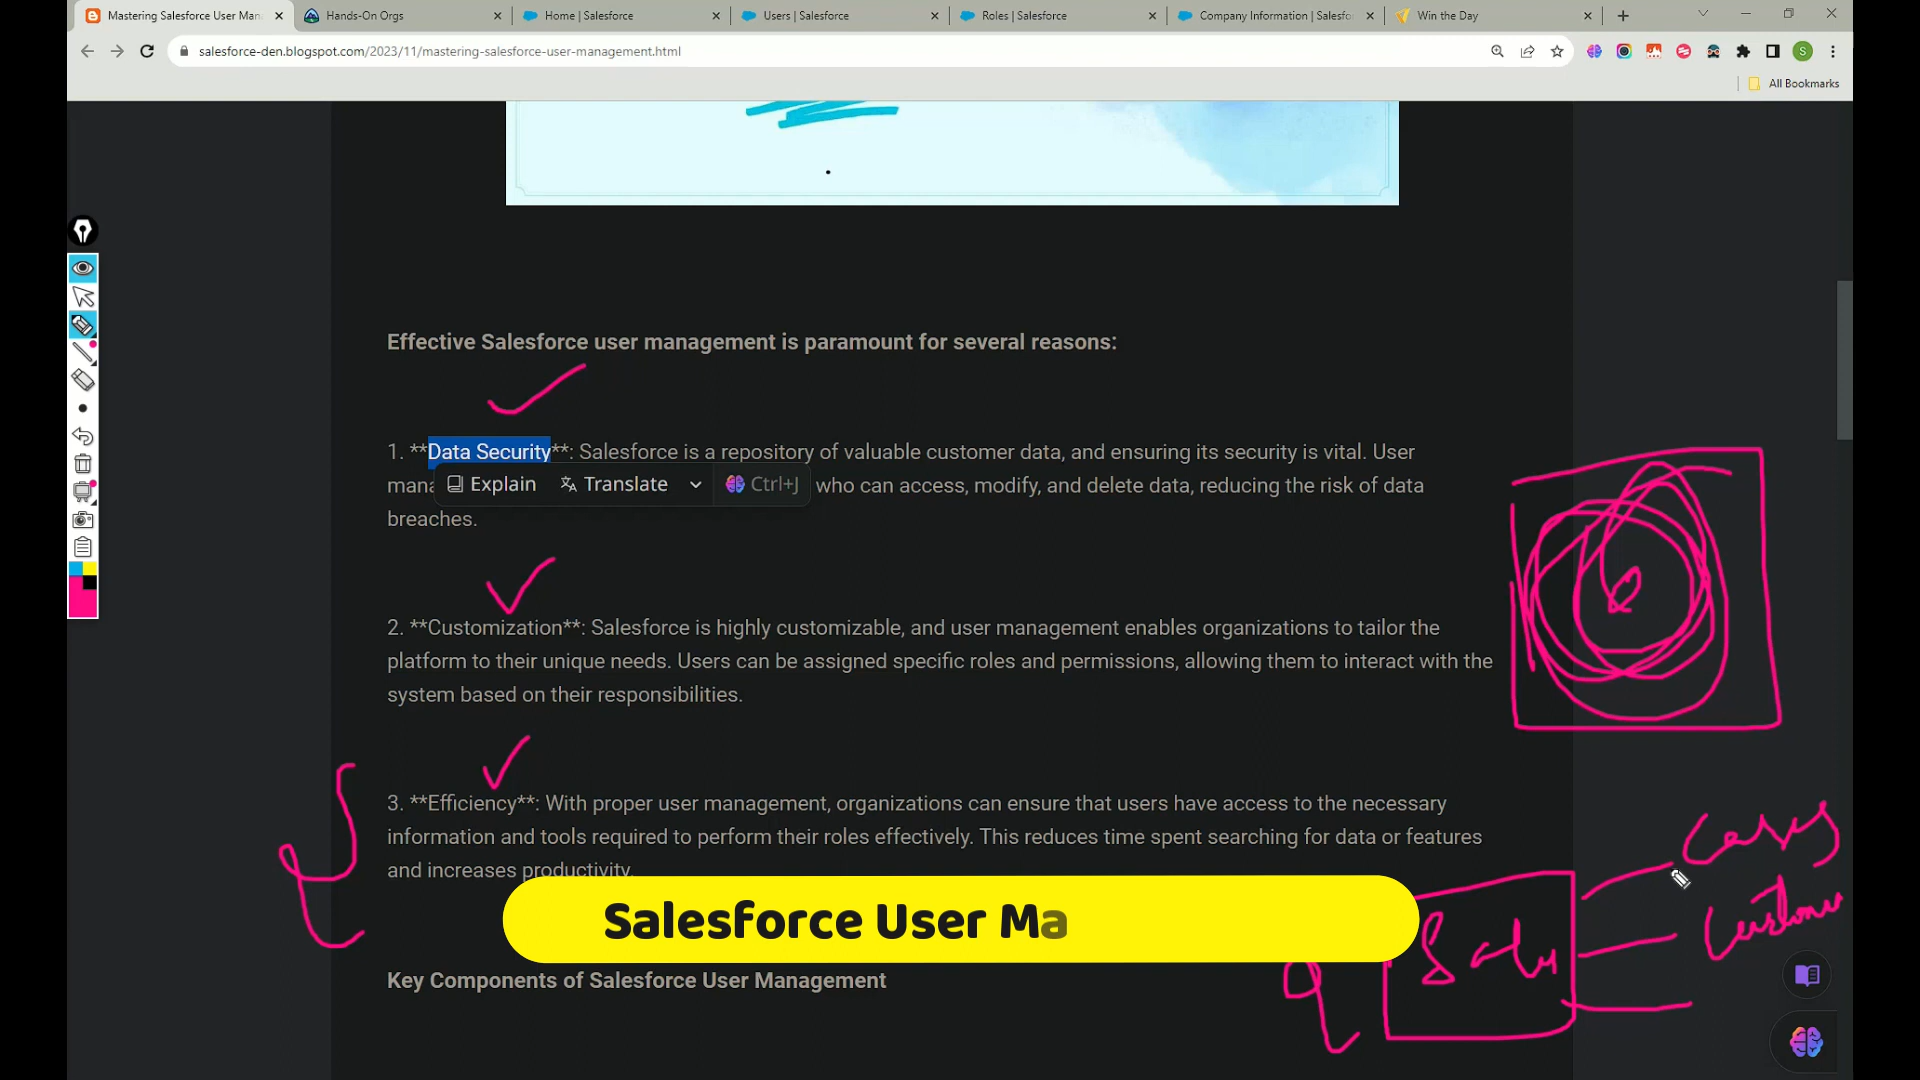 Mastering Salesforce User Man
Hands-On Orgs
Home | Salesforce
Users | Salesforce
Roles | Salesforce
Company Information | Salesfo
Win the Day
salesforce-den.blogspot.com/2023/11/mastering-salesforce-user-management.html
S
All Bookmarks
Effective Salesforce user management is paramount for several reasons:
1. **Data Security**: Salesforce is a repository of valuable customer data, and ensuring its security is vital. User
mana
Explain
Translate
Ctrl+J
who can access, modify, and delete data, reducing the risk of data
breaches.
2. **Customization**: Salesforce is highly customizable, and user management enables organizations to tailor the
platform to their unique needs. Users can be assigned specific roles and permissions, allowing them to interact with the
system based on their responsibilities.
3. **Efficiency**: With proper user management, organizations can ensure that users have access to the necessary
information and tools required to perform their roles effectively. This reduces time spent searching for data or features
and increases productivity.
Cases
Customer
Salesforce User Ma
Key Components of Salesforce User Management